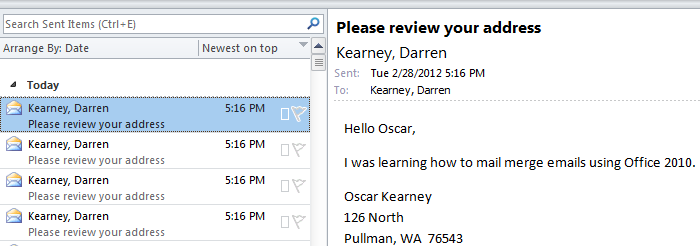 Search Sent Items (Ctrl+E)
Arrange By: Date Newest on top
Today
Kearney, Darren 5:16 PM
Please review your address
Kearney, Darren 5:16 PM
Please review your address
Kearney, Darren 5:16 PM
Please review your address
Kearney, Darren 5:16 PM
Please review your address
Please review your address
Kearney, Darren
Sent: Tue 2/28/2012 5:16 PM
To: Kearney, Darren
Hello Oscar,
I was learning how to mail merge emails using Office 2010.
Oscar Kearney
126 North
Pullman, WA  76543